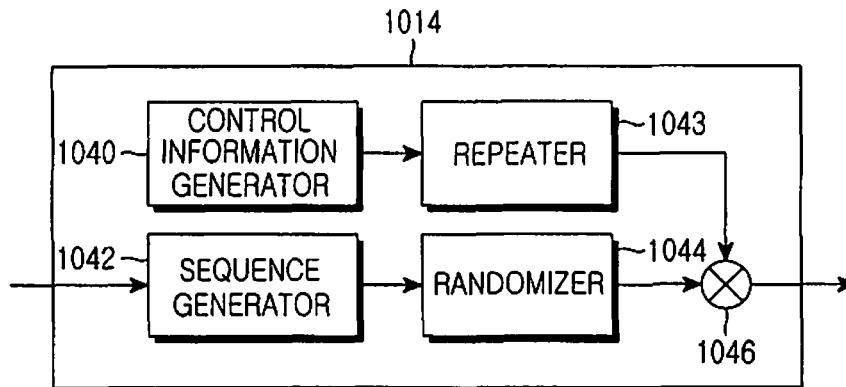 1014
1040
CONTROL
INFORMATION
GENERATOR
REPEATER
1043
1042
SEQUENCE
GENERATOR
RANDOMIZER
1044
1046